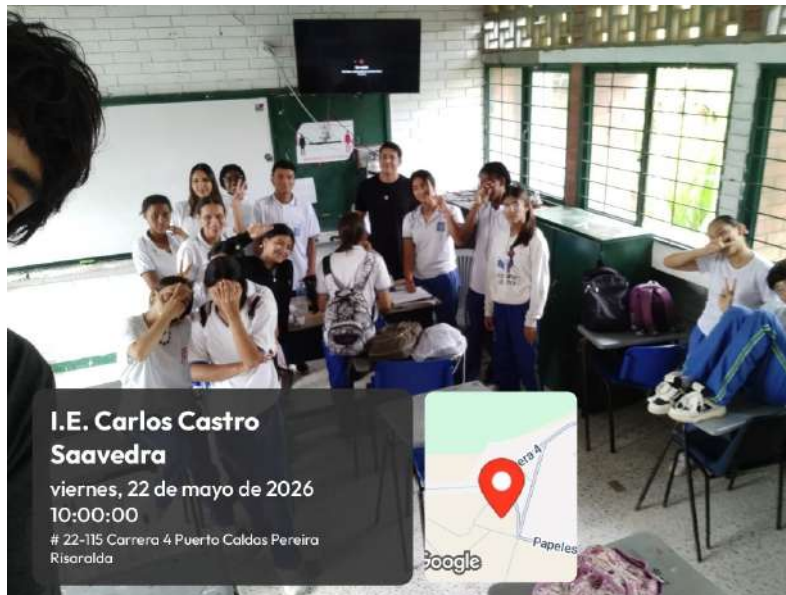 I.E. Carlos Castro
Saavedra
viernes, 22 de mayo de 2026
10:00:00
# 22-115 Carrera 4 Puerto Caldas Pereira
Risaralda
era 4
Papeles
Google